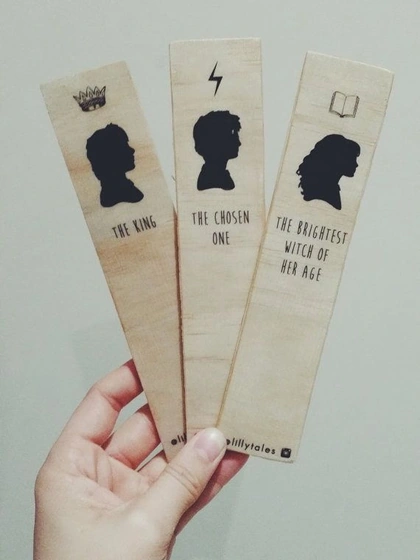 THE KING
THE CHOSEN
ONE
THE BRIGHTEST
WITCH OF
HER AGE
lillytales